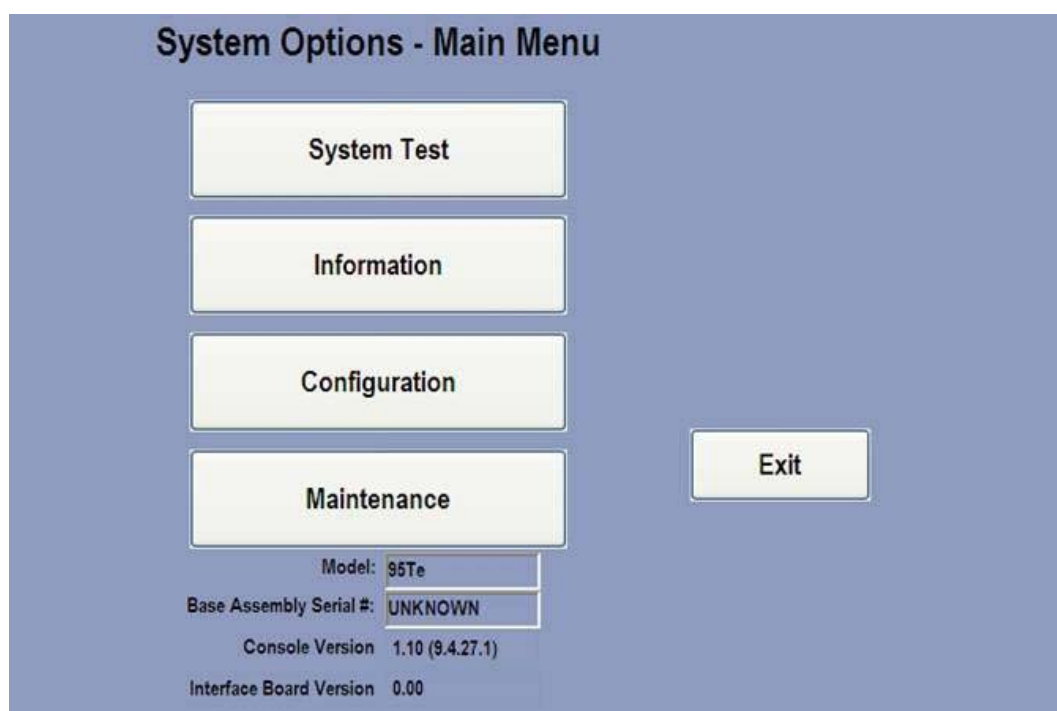 System Options - Main Menu
System Test
Information
Configuration
Exit
Maintenance
Model: 95Te
Base Assembly Serial #: UNKNOWN
Console Version 1.10 (9.4.27.1)
Interface Board Version 0.00